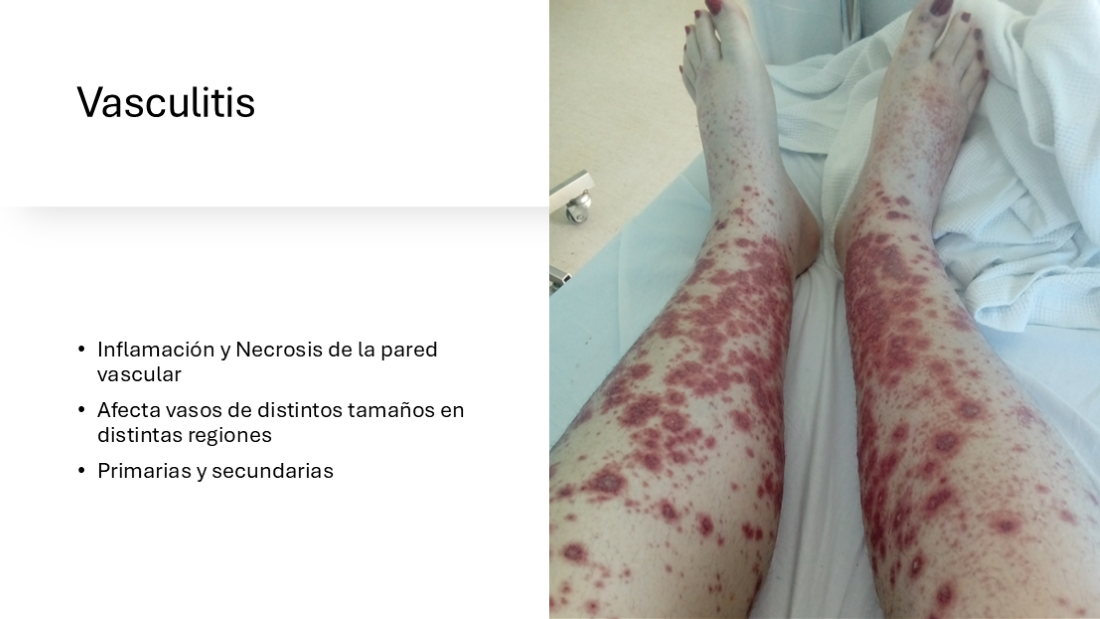 Vasculitis
• Inflamación y Necrosis de la pared
vascular
• Afecta vasos de distintos tamaños en
distintas regiones
• Primarias y secundarias